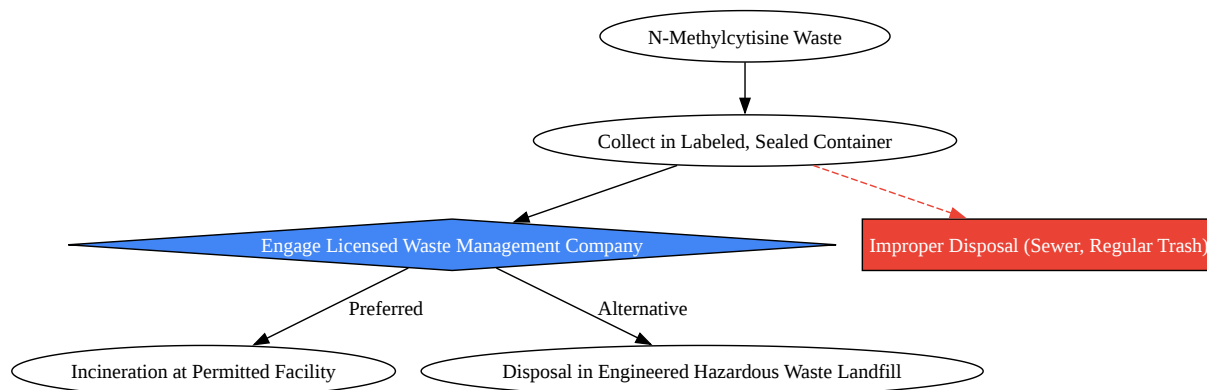 N-Methylcytisine Waste
Collect in Labeled, Sealed Container
Engage Licensed Waste Management Company
Improper Disposal (Sewer, Regular Trash)
Preferred
Alternative
Incineration at Permitted Facility
Disposal in Engineered Hazardous Waste Landfill